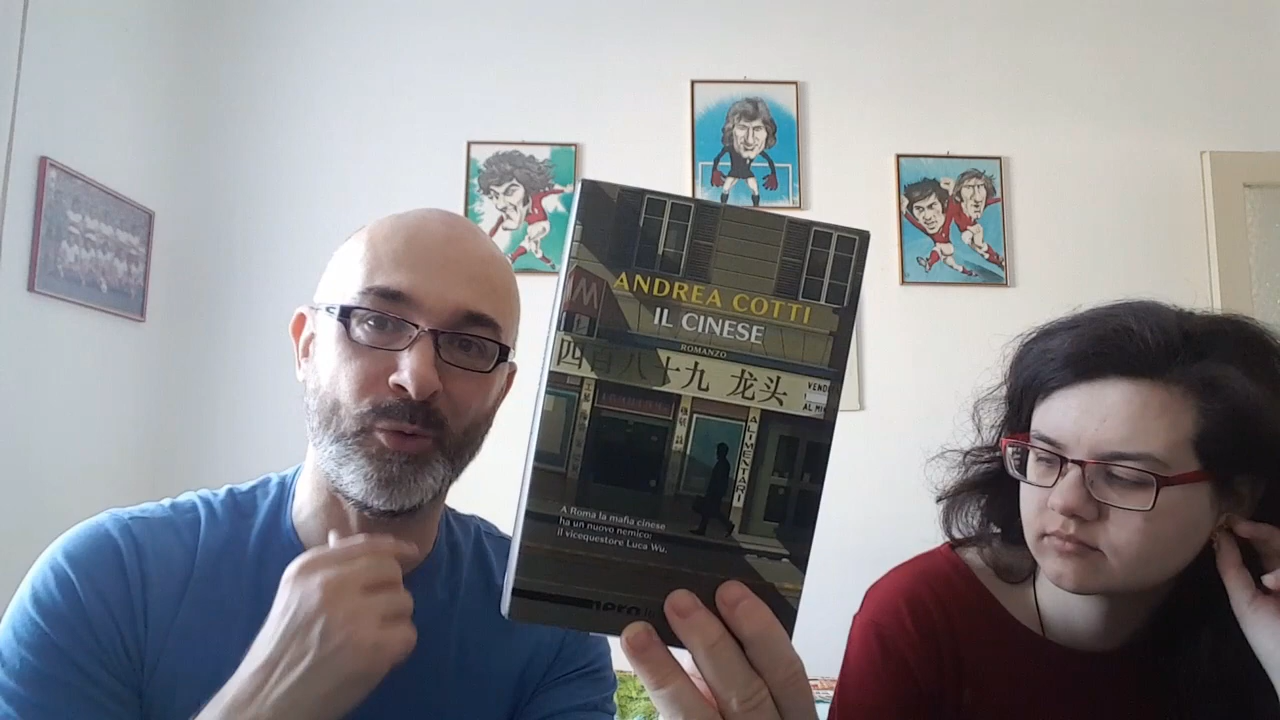 ANDREA COTTI
IL CINESE
ROMANZO
四百八十九 龙头
VENDI
AL MI
ALIMENTARI
A Roma la mafia cinese
ha un nuovo nemico:
il vicequestore Luca Wu.
nero